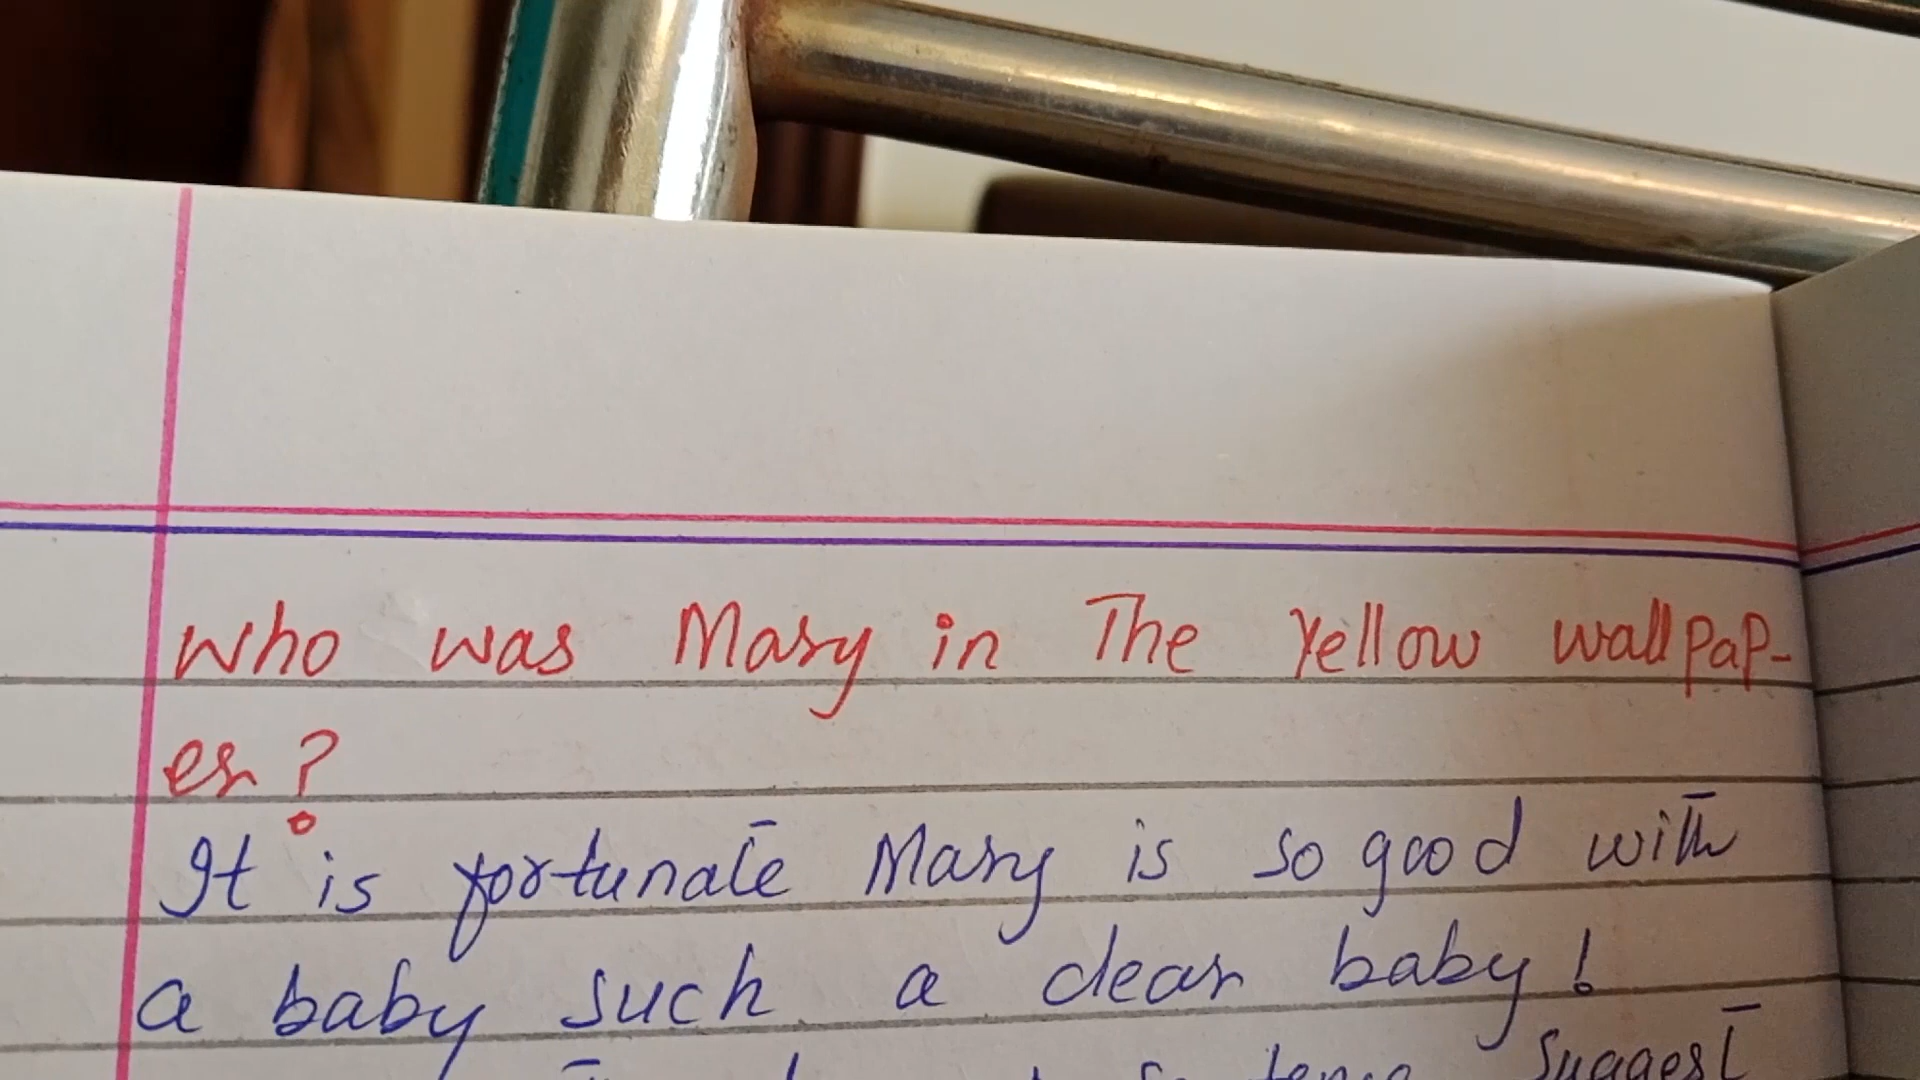 Who was Mary in The Yellow wallpap-
er?
It is fortunate Mary is so good with
a baby such a dear baby!
suggest